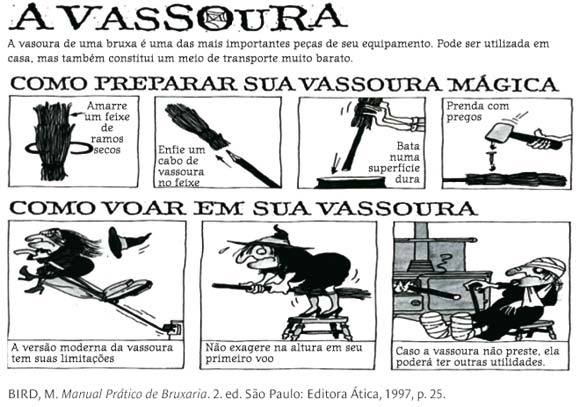 A VASSOURA
A vasoura de uma bruxa é uma das mais importantes peças de seu equipamento. Pode ser utilizada em
casa, mas também constitui um meio de transporte muito barato.
COMO PREPARAR SUA VASSOURA MÁGICA
Amarre
um feixe
de
ramos
secos
Enfie um
cabo de
vassoura
no feixe
Bata
numa
superfície
dura
Prenda com
pregos
COMO VOAR EM SUA VASSOURA
A versão moderna da vassoura
tem suas limitações
Não exagere na altura em seu
primeiro voo
Caso a vassoura não preste, ela
poderá ter outras utilidades.
BIRD, M. Manual Prático de Bruxaria. 2. ed. São Paulo: Editora Ática, 1997, p. 25.